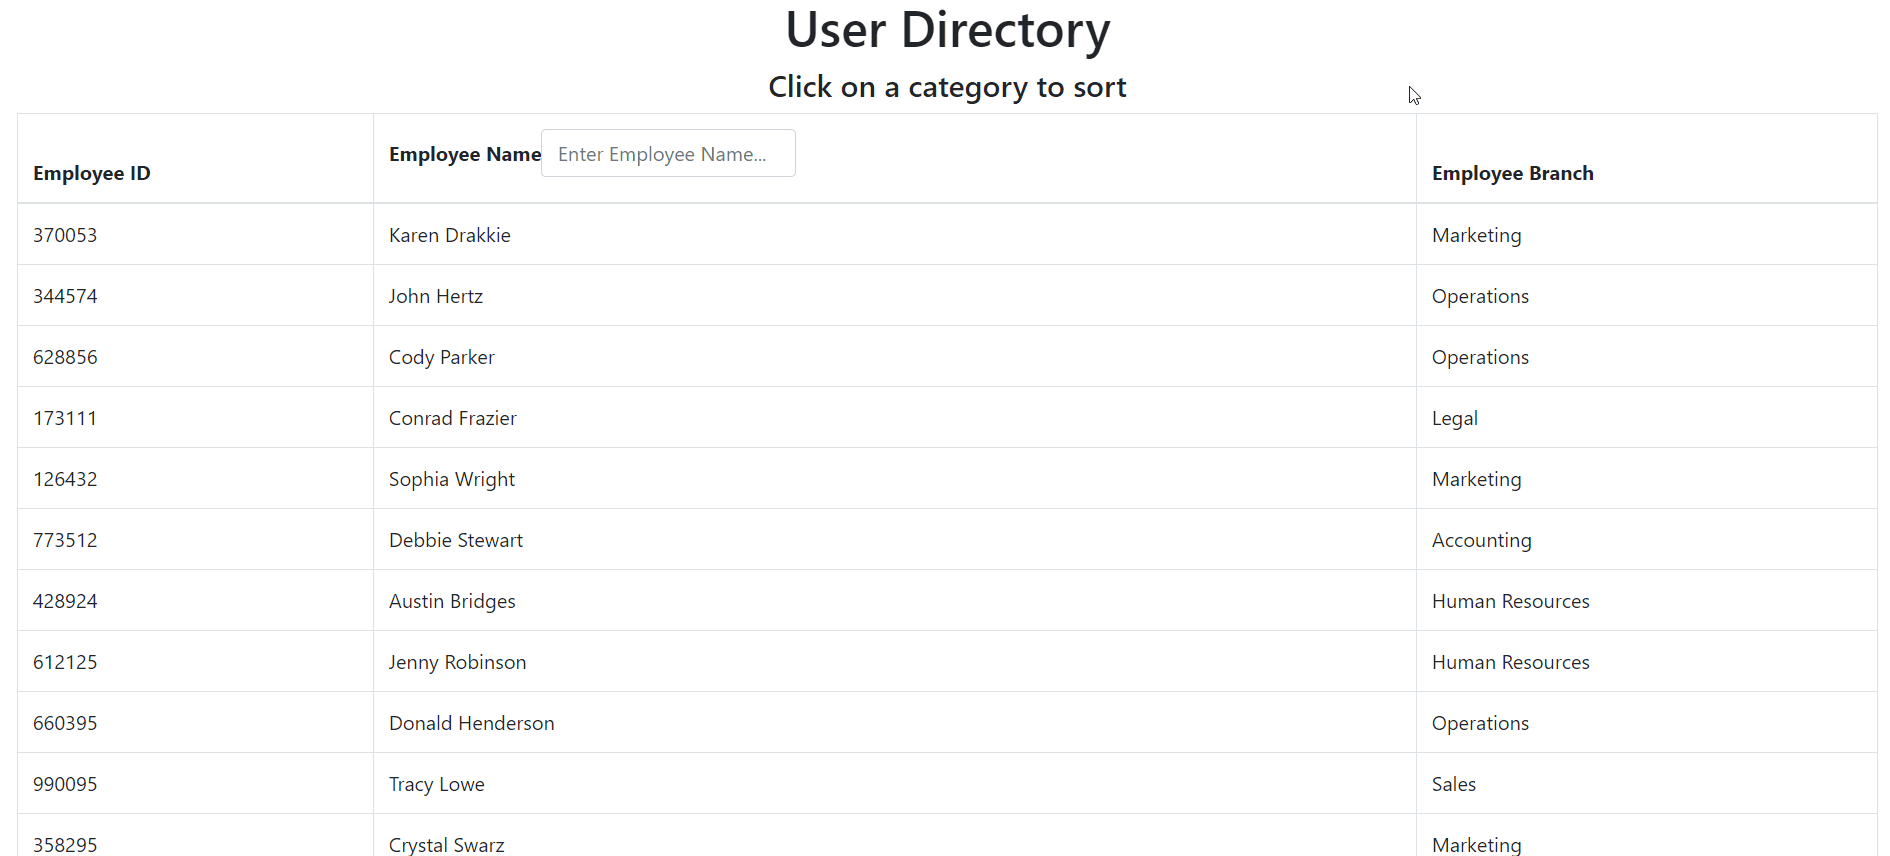 User Directory
Click on a category to sort
Employee ID Employee Name Enter Employee Name... Employee Branch
370053 Karen Drakkie Marketing
344574 John Hertz Operations
628856 Cody Parker Operations
173111 Conrad Frazier Legal
126432 Sophia Wright Marketing
773512 Debbie Stewart Accounting
428924 Austin Bridges Human Resources
612125 Jenny Robinson Human Resources
660395 Donald Henderson Operations
990095 Tracy Lowe Sales
358295 Crystal Swarz Marketing